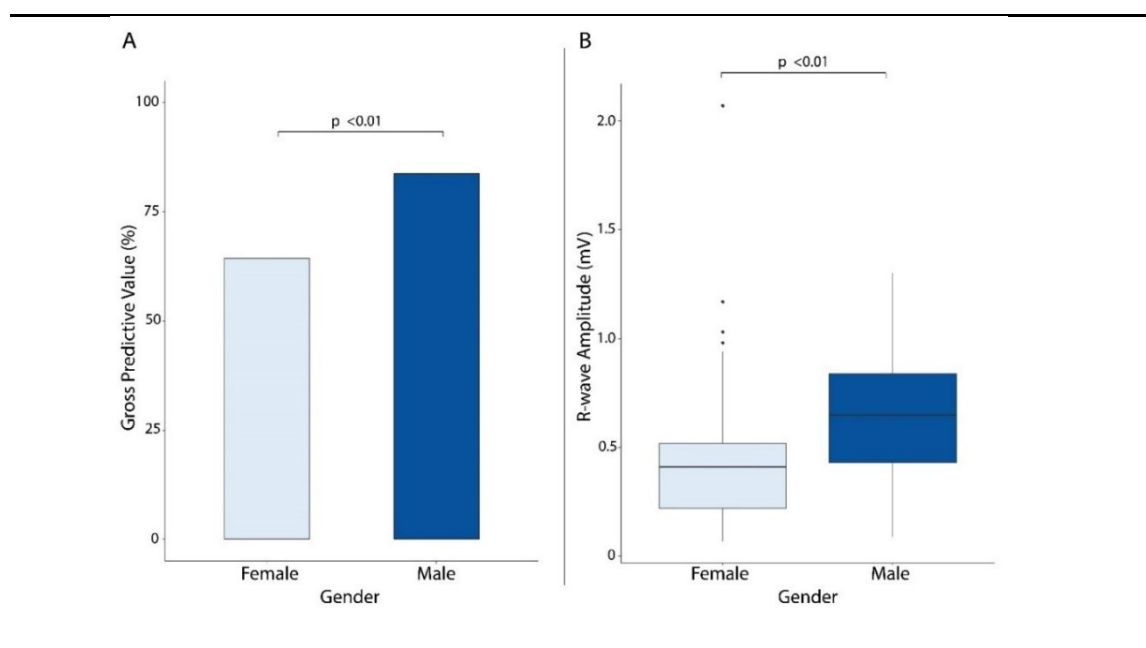 A
Gross Predictive Value (%)
100
75
50
25
0
p <0.01
Female
Male
Gender
B
R-wave Amplitude (mV)
2.0
1.5
1.0
0.5
0
p <0.01
Female
Male
Gender